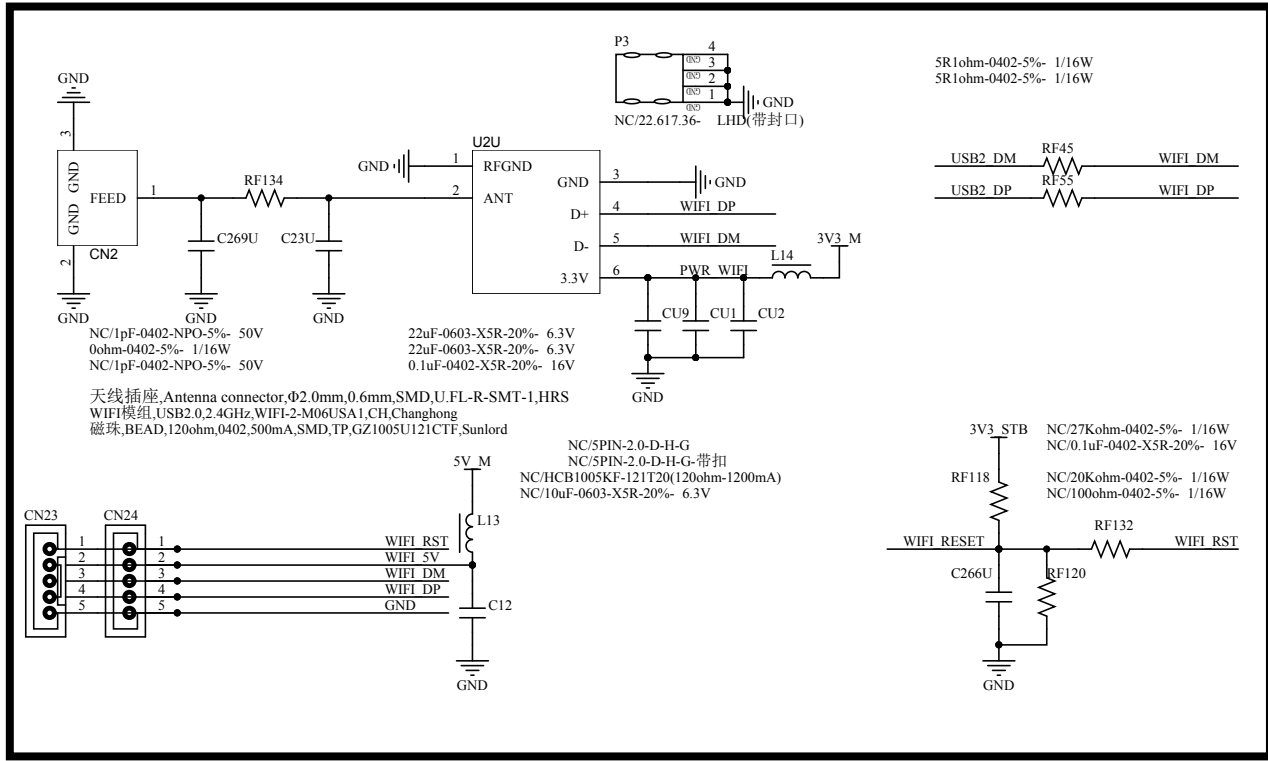 P3
4
GND
3
GND
2
GND
1
GND
GND
NC/22.617.36- LHD(带封口)
5R1ohm-0402-5%- 1/16W
5R1ohm-0402-5%- 1/16W
GND
3
GND
GND
FEED
1
2
CN2
GND
RF134
C269U
C23U
GND
GND
U2U
GND
1
RFGND
2
ANT
GND
3
GND
D+
4
WIFI_DP
D-
5
WIFI_DM
3.3V
6
PWR_WIFI
L14
3V3_M
CU9
CU1
CU2
GND
USB2_DM
RF45
WIFI_DM
USB2_DP
RF55
WIFI_DP
NC/1pF-0402-NPO-5%- 50V
0ohm-0402-5%- 1/16W
NC/1pF-0402-NPO-5%- 50V
22uF-0603-X5R-20%- 6.3V
22uF-0603-X5R-20%- 6.3V
0.1uF-0402-X5R-20%- 16V
天线插座,Antenna connector,Φ2.0mm,0.6mm,SMD,U.FL-R-SMT-1,HRS
WIFI模组,USB2.0,2.4GHz,WIFI-2-M06USA1,CH,Changhong
磁珠,BEAD,120ohm,0402,500mA,SMD,TP,GZ1005U121CTF,Sunlord
NC/5PIN-2.0-D-H-G
NC/5PIN-2.0-D-H-G-带扣
NC/HCB1005KF-121T20(120ohm-1200mA)
NC/10uF-0603-X5R-20%- 6.3V
5V_M
L13
CN23
CN24
1
1
WIFI_RST
2
2
WIFI_5V
3
3
WIFI_DM
4
4
WIFI_DP
5
5
GND
C12
GND
3V3_STB
NC/27Kohm-0402-5%- 1/16W
NC/0.1uF-0402-X5R-20%- 16V
NC/20Kohm-0402-5%- 1/16W
NC/100ohm-0402-5%- 1/16W
RF118
WIFI_RESET
RF132
WIFI_RST
C266U
RF120
GND